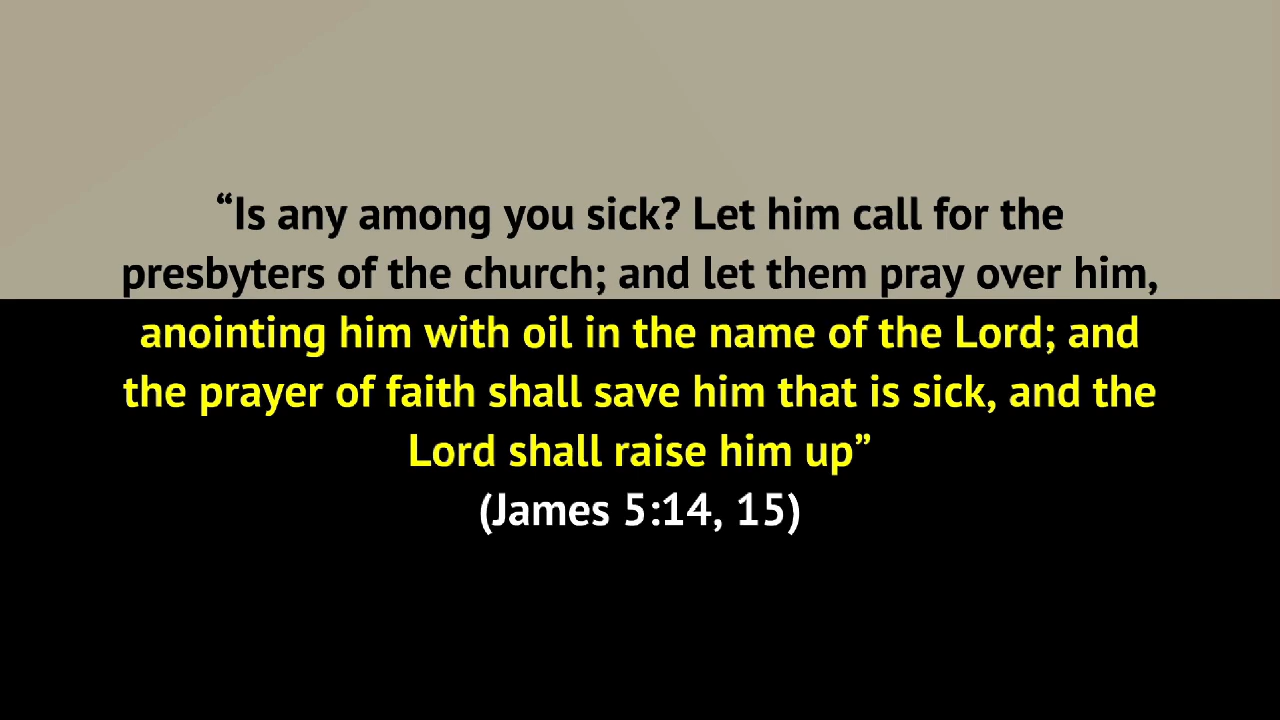 “Is any among you sick? Let him call for the
presbyters of the church; and let them pray over him,
anointing him with oil in the name of the Lord; and
the prayer of faith shall save him that is sick, and the
Lord shall raise him up”
(James 5:14, 15)